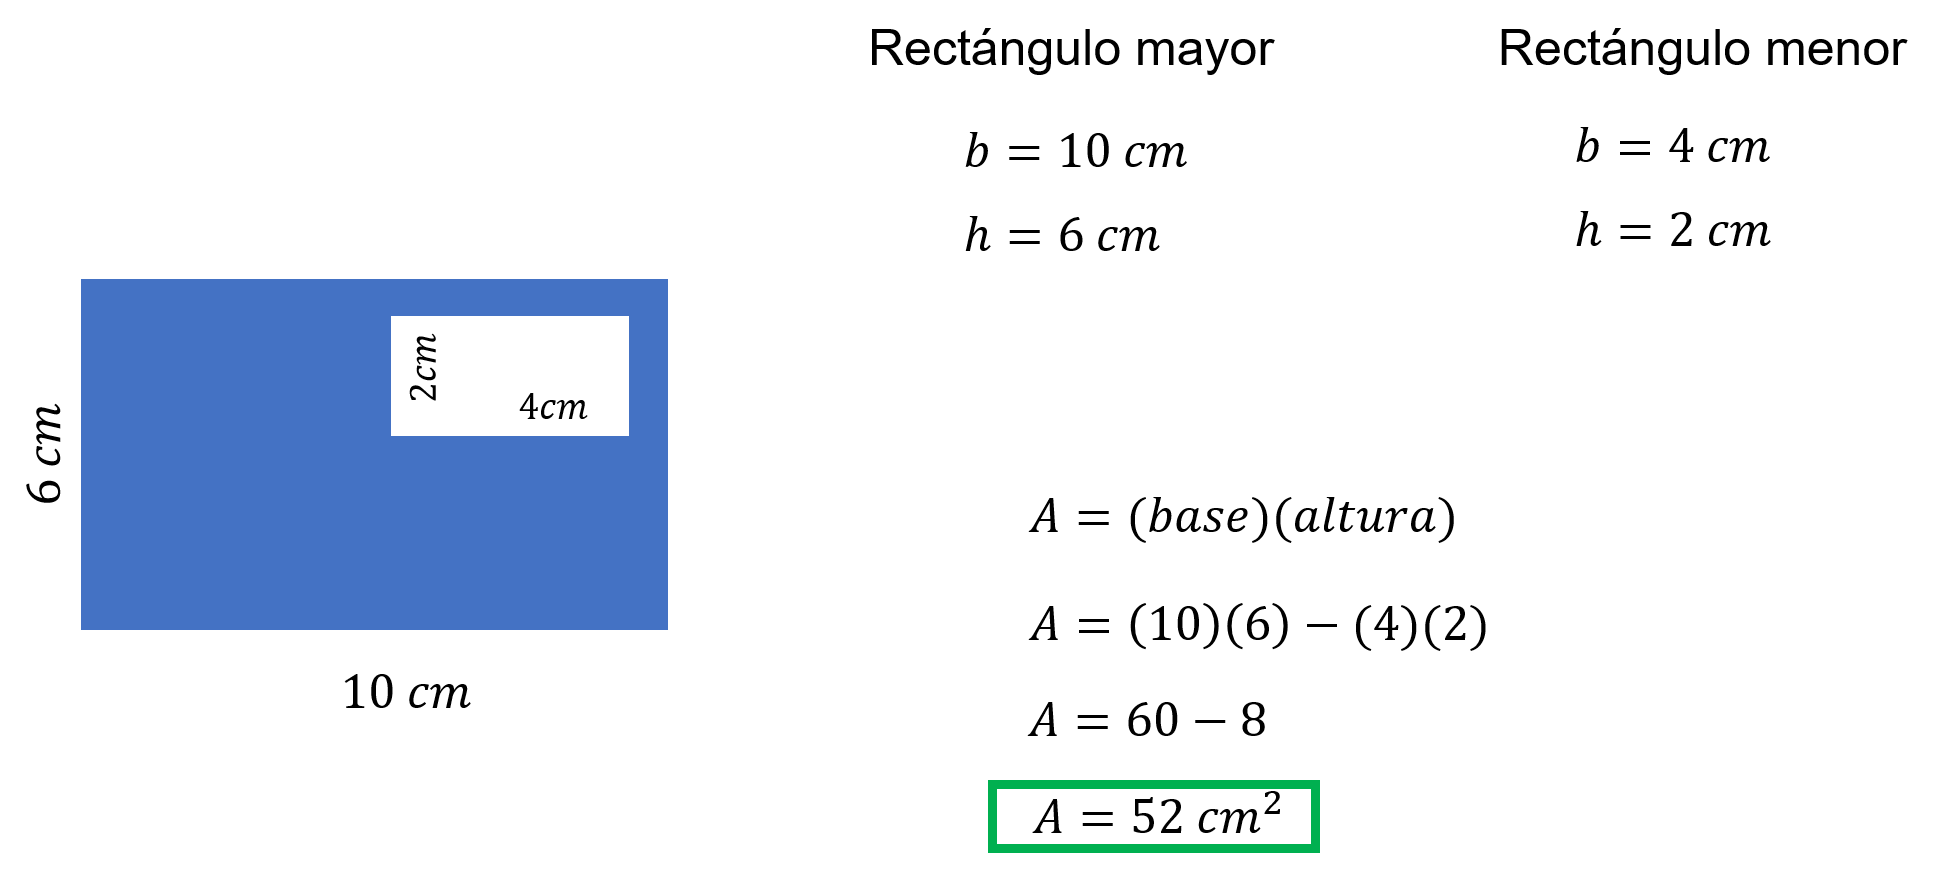 Rectángulo mayor
Rectángulo menor
b = 10 cm
b = 4 cm
h = 6 cm
h = 2 cm
2cm
4cm
6 cm
10 cm
A = (base)(altura)
A = (10)(6) − (4)(2)
A = 60 − 8
A = 52 cm²